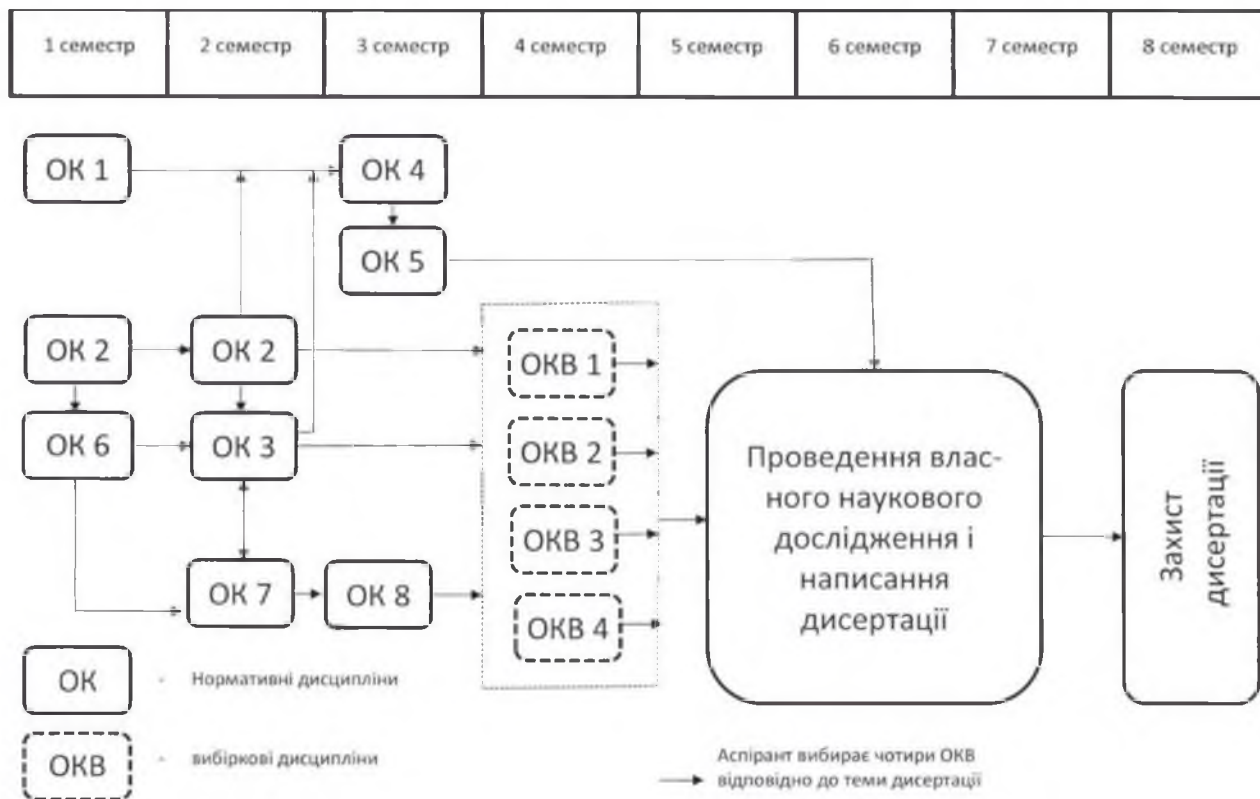 1 семестр
2 семестр
3 семестр
4 семестр
5 семестр
6 семестр
7 семестр
8 семестр
ОК 1
ОК 4
ОК 5
ОК 2
ОК 2
ОКВ 1
ОК 6
ОК 3
ОКВ 2
ОКВ 3
ОК 7
ОК 8
ОКВ 4
Проведення влас-
ного наукового
дослідження і
написання
дисертації
Захист
дисертації
ОК - Нормативні дисципліни
ОКВ - вибіркові дисципліни
Аспірант вибирає чотири ОКВ
відповідно до теми дисертації